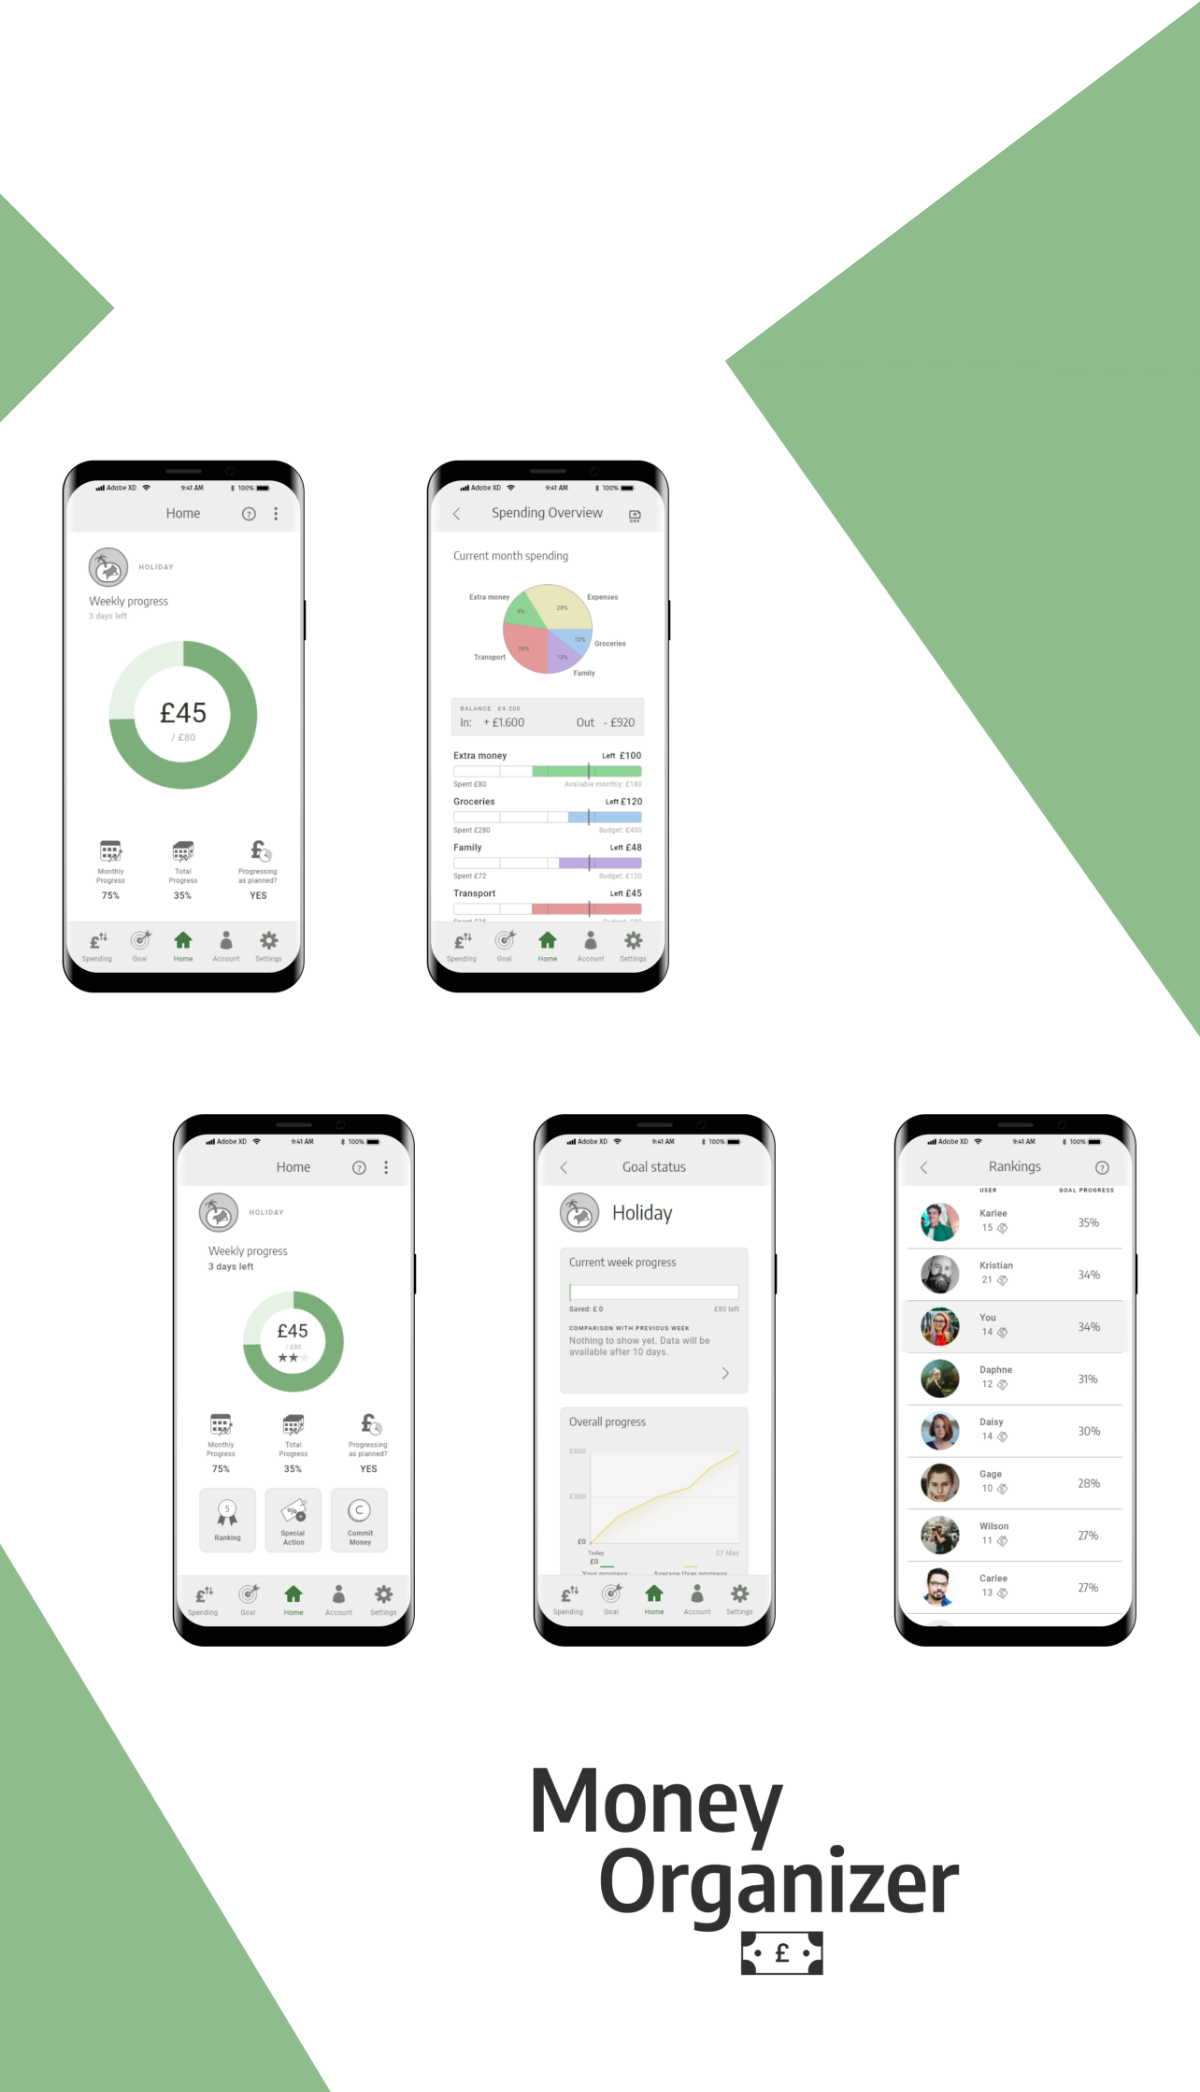 Adobe XD 9:41 AM 100%
Home
HOLIDAY
Weekly progress
3 days left
£45
/ £80
Monthly Progress
75%
Total Progress
35%
Progressing as planned?
YES
Spending Goal Home Account Settings
Adobe XD 9:41 AM 100%
Spending Overview
Current month spending
Extra money
Expenses
9%
28%
12%
Groceries
Transport
13%
Family
BALANCE £4.200
In: + £1.600 Out - £920
Extra money Left £100
Spent £80 Available monthly: £180
Groceries Left £120
Spent £280 Budget: £400
Family Left £48
Spent £72 Budget: £120
Transport Left £45
Spending Goal Home Account Settings
Adobe XD 9:41 AM 100%
Home
HOLIDAY
Weekly progress
3 days left
£45
/ £80
Monthly Progress
75%
Total Progress
35%
Progressing as planned?
YES
5
Ranking
Special Action
C
Commit Money
Spending Goal Home Account Settings
Adobe XD 9:41 AM 100%
Goal status
Holiday
Current week progress
Saved: £ 0 £80 left
COMPARISON WITH PREVIOUS WEEK
Nothing to show yet. Data will be
available after 10 days.
Overall progress
£600
£300
£0
Today 27 May
£0
Your progress Average User progress
Spending Goal Home Account Settings
Adobe XD 9:41 AM 100%
Rankings
USER GOAL PROGRESS
Karlee
15
35%
Kristian
21
34%
You
14
34%
Daphne
12
31%
Daisy
14
30%
Gage
10
28%
Wilson
11
27%
Carlee
13
27%
Money
Organizer
£